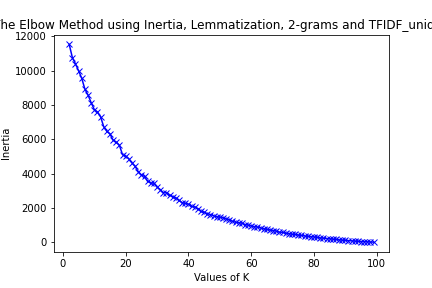 he Elbow Method using Inertia, Lemmatization, 2-grams and TFIDF_unic
12000
10000
8000
6000
4000
2000
0
Inertia
0 20 40 60 80 100
Values of K